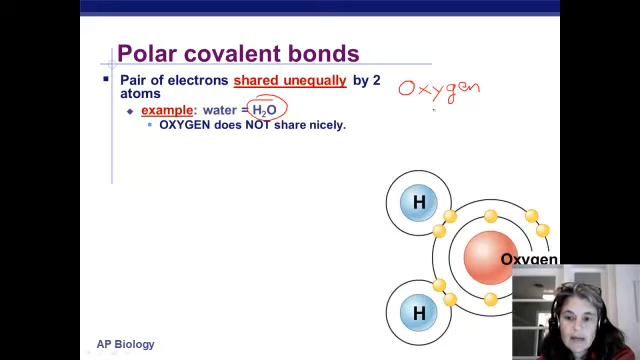 Polar covalent bonds
Pair of electrons shared unequally by 2
atoms
example: water = H₂O
OXYGEN does NOT share nicely.
Oxygen
H
Oxygen
H
AP Biology